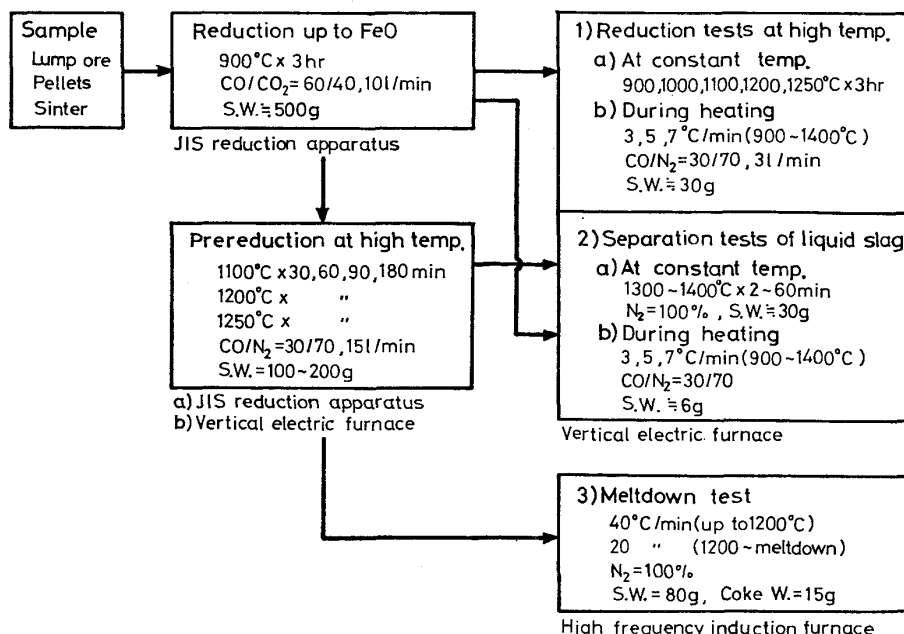 Sample
Lump ore
Pellets
Sinter
Reduction up to FeO
900°C x 3hr
CO/CO₂=60/40, 10l/min
S.W.≒500g
JIS reduction apparatus
Prereduction at high temp.
1100°C x 30, 60, 90, 180 min
1200°C x 〃
1250°C x 〃
CO/N₂=30/70, 15l/min
S.W.=100~200g
a) JIS reduction apparatus
b) Vertical electric furnace
1) Reduction tests at high temp.
a) At constant temp.
900, 1000, 1100, 1200, 1250°C x 3hr
b) During heating
3, 5, 7°C/min (900~1400°C)
CO/N₂=30/70, 3l/min
S.W.≒30g
2) Separation tests of liquid slag
a) At constant temp.
1300~1400°C x 2~60min
N₂=100%, S.W.≒30g
b) During heating
3, 5, 7°C/min (900~1400°C)
CO/N₂=30/70
S.W.≒6g
Vertical electric furnace
3) Meltdown test
40°C/min (up to 1200°C)
20 〃 (1200~meltdown)
N₂=100%
S.W.=80g, Coke W.=15g
High frequency induction furnace